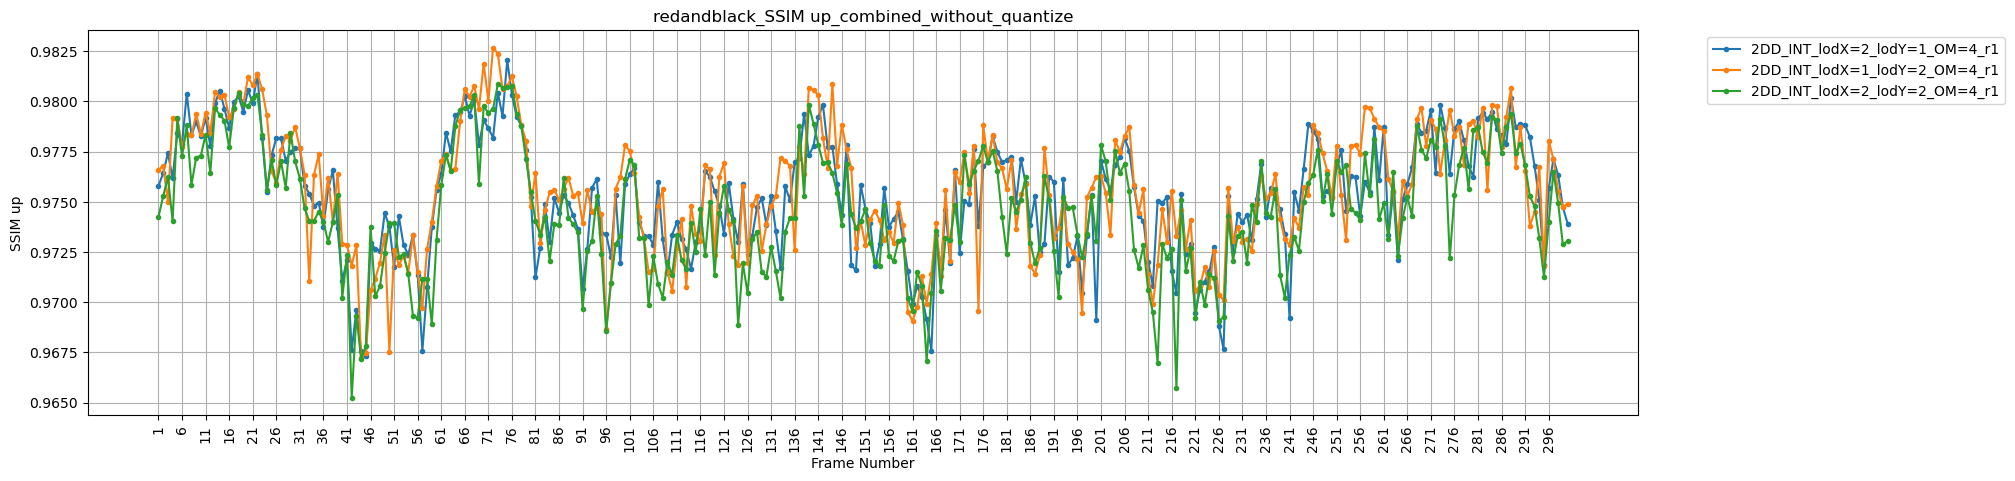 redandblack_SSIM up_combined_without_quantize
2DD_INT_lodX=2_lodY=1_OM=4_r1
2DD_INT_lodX=1_lodY=2_OM=4_r1
2DD_INT_lodX=2_lodY=2_OM=4_r1
SSIM up
0.9825
0.9800
0.9775
0.9750
0.9725
0.9700
0.9675
0.9650
1 6 11 16 21 26 31 36 41 46 51 56 61 66 71 76 81 86 91 96 101 106 111 116 121 126 131 136 141 146 151 156 161 166 171 176 181 186 191 196 201 206 211 216 221 226 231 236 241 246 251 256 261 266 271 276 281 286 291 296
Frame Number